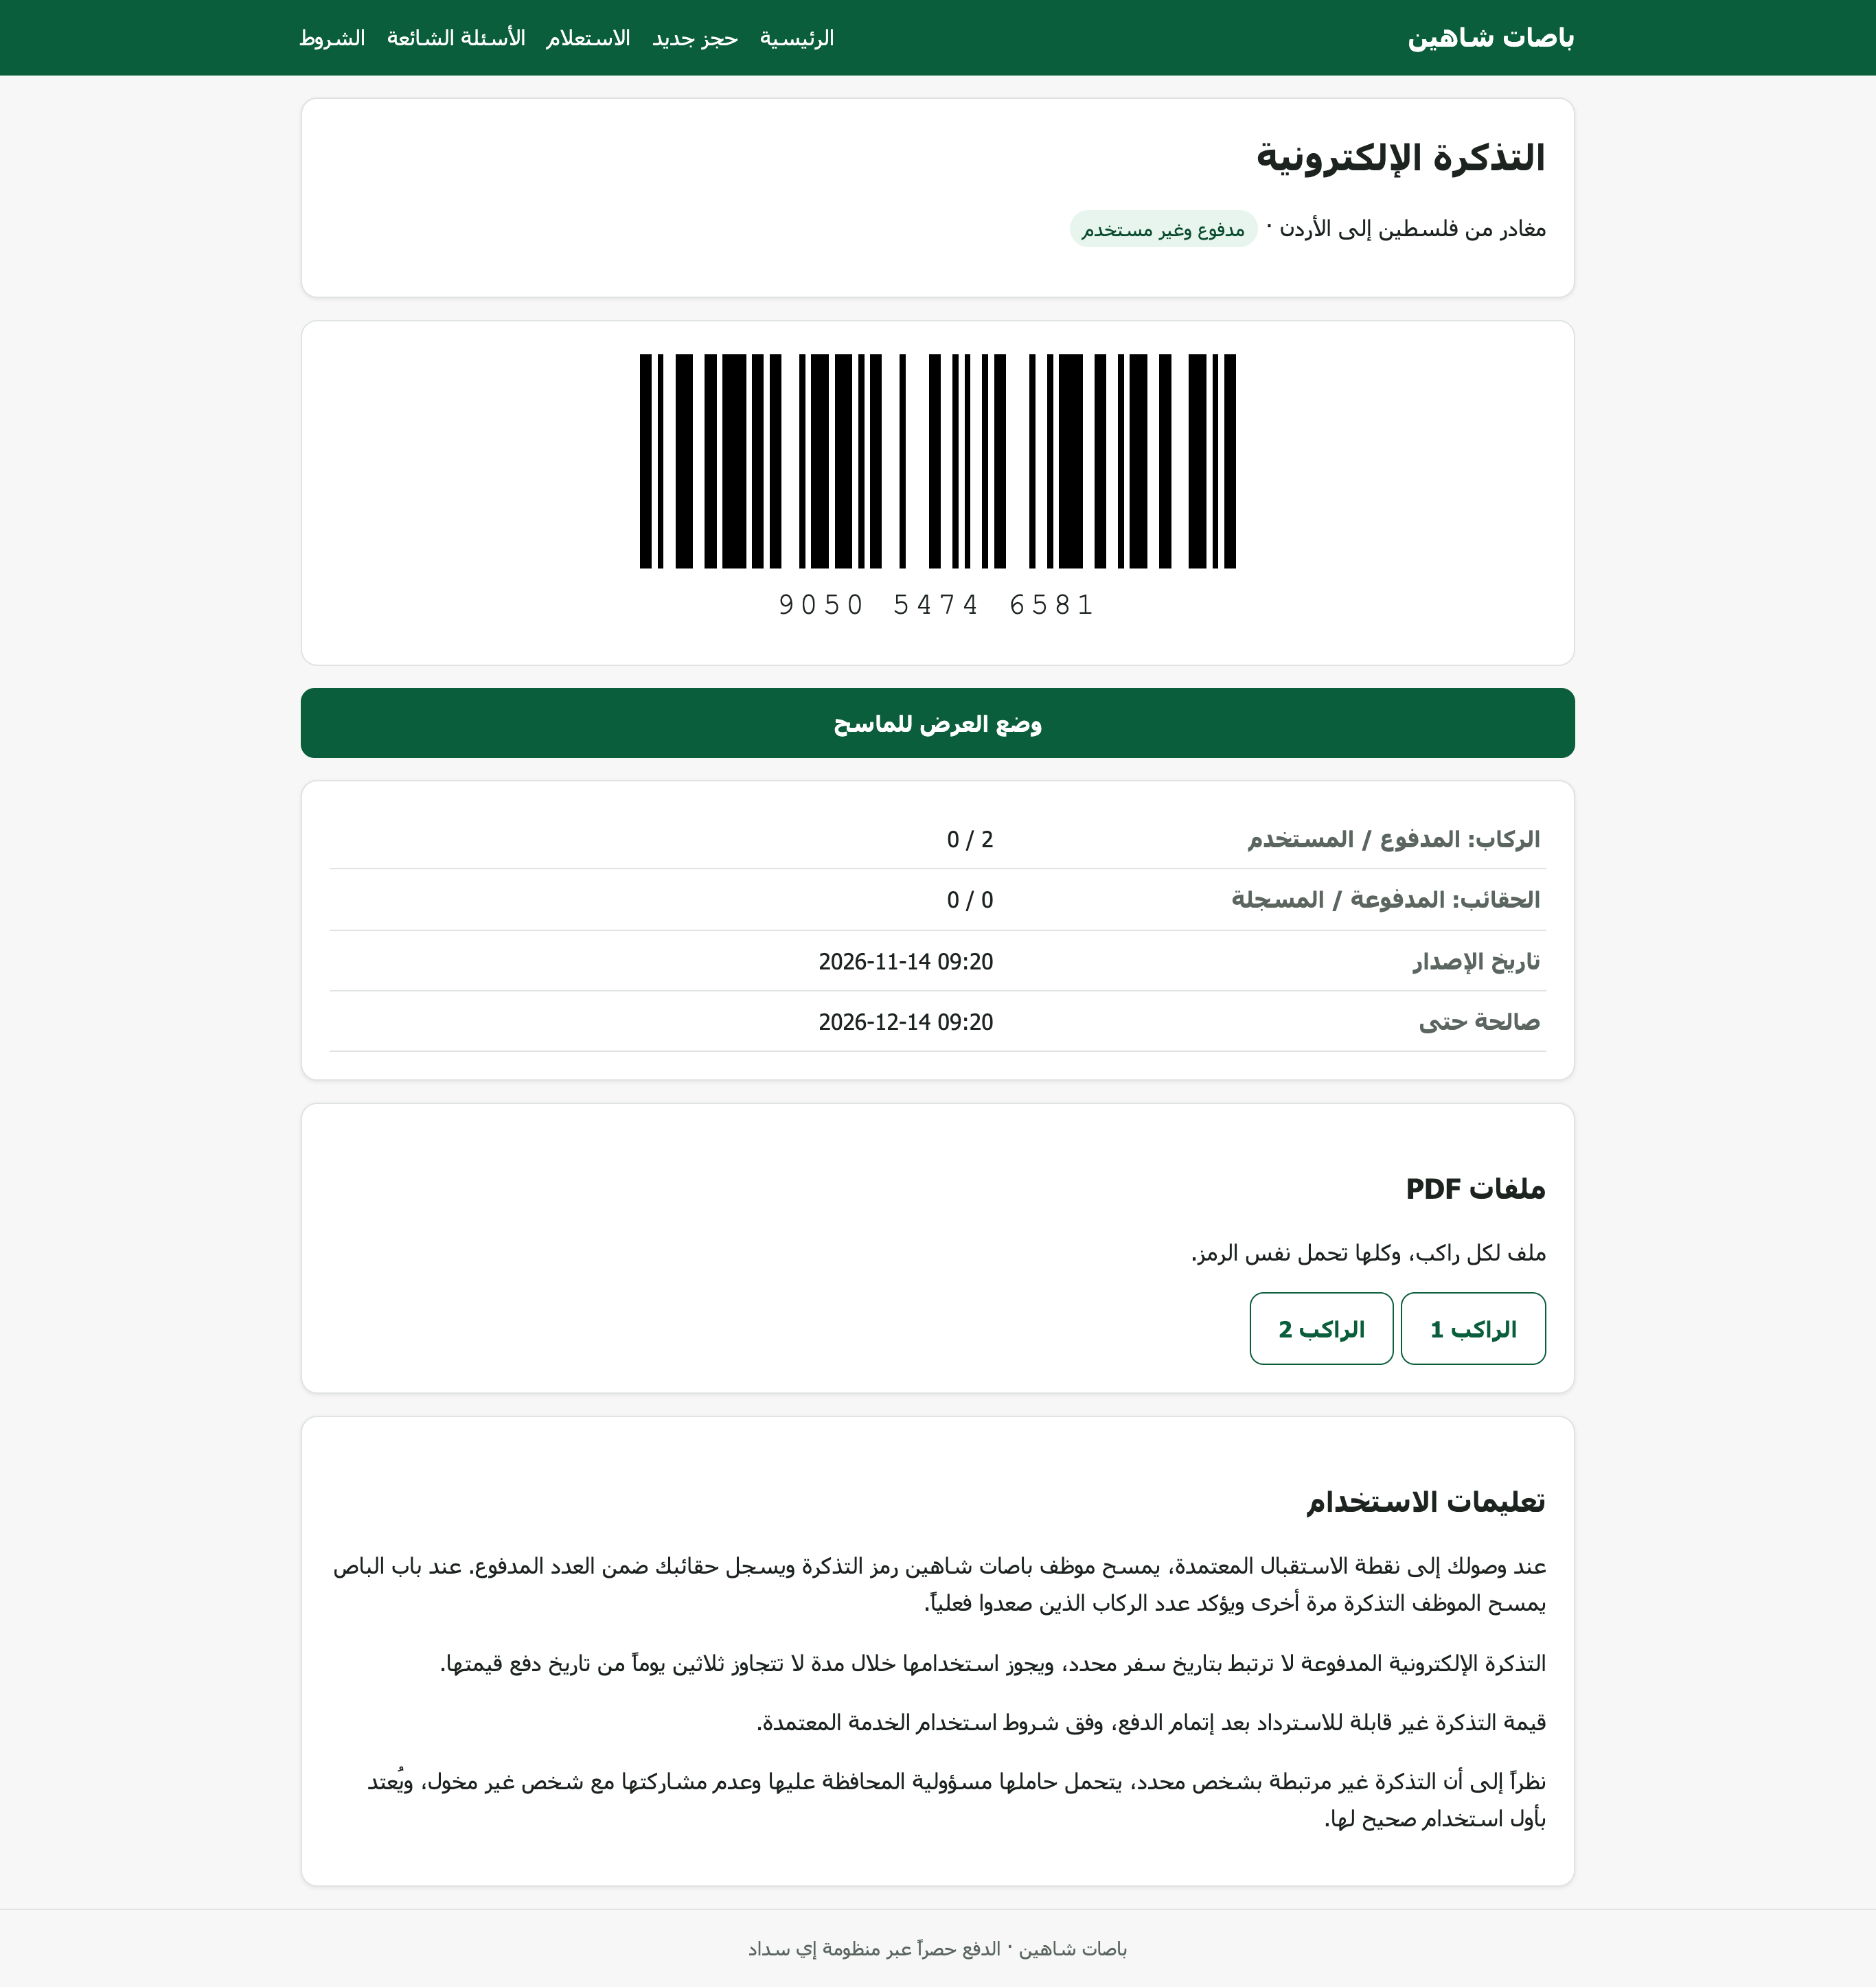 باصات شاهين
الرئيسية حجز جديد الاستعلام الأسئلة الشائعة الشروط
التذكرة الإلكترونية
مغادر من فلسطين إلى الأردن · مدفوع وغير مستخدم
9050 5474 6581
وضع العرض للماسح
الركاب: المدفوع / المستخدم 2 / 0
الحقائب: المدفوعة / المسجلة 0 / 0
تاريخ الإصدار 2026-11-14 09:20
صالحة حتى 2026-12-14 09:20
ملفات PDF
ملف لكل راكب، وكلها تحمل نفس الرمز.
الراكب 1 الراكب 2
تعليمات الاستخدام
عند وصولك إلى نقطة الاستقبال المعتمدة، يمسح موظف باصات شاهين رمز التذكرة ويسجل حقائبك ضمن العدد المدفوع. عند باب الباص
يمسح الموظف التذكرة مرة أخرى ويؤكد عدد الركاب الذين صعدوا فعلياً.
التذكرة الإلكترونية المدفوعة لا ترتبط بتاريخ سفر محدد، ويجوز استخدامها خلال مدة لا تتجاوز ثلاثين يوماً من تاريخ دفع قيمتها.
قيمة التذكرة غير قابلة للاسترداد بعد إتمام الدفع، وفق شروط استخدام الخدمة المعتمدة.
نظراً إلى أن التذكرة غير مرتبطة بشخص محدد، يتحمل حاملها مسؤولية المحافظة عليها وعدم مشاركتها مع شخص غير مخول، ويُعتد
بأول استخدام صحيح لها.
باصات شاهين · الدفع حصراً عبر منظومة إي سداد